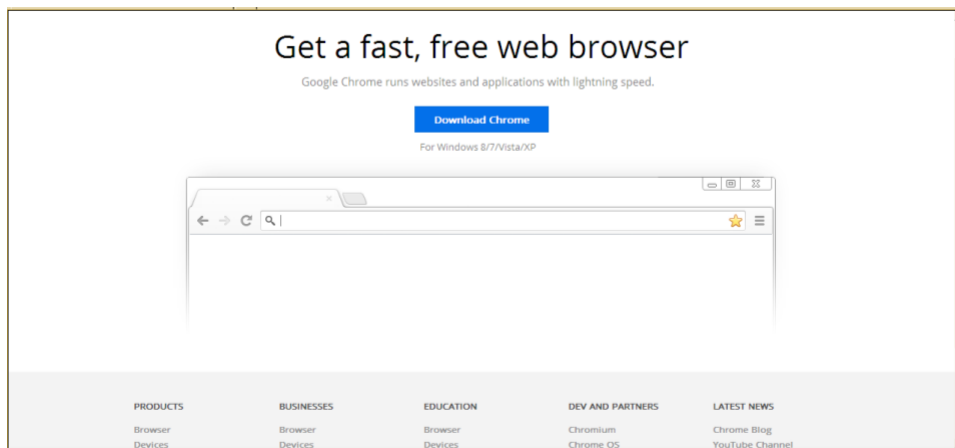 Get a fast, free web browser
Google Chrome runs websites and applications with lightning speed.
Download Chrome
For Windows 8/7/Vista/XP
PRODUCTS
Browser
Devices
BUSINESSES
Browser
Devices
EDUCATION
Browser
Devices
DEV AND PARTNERS
Chromium
Chrome OS
LATEST NEWS
Chrome Blog
YouTube Channel